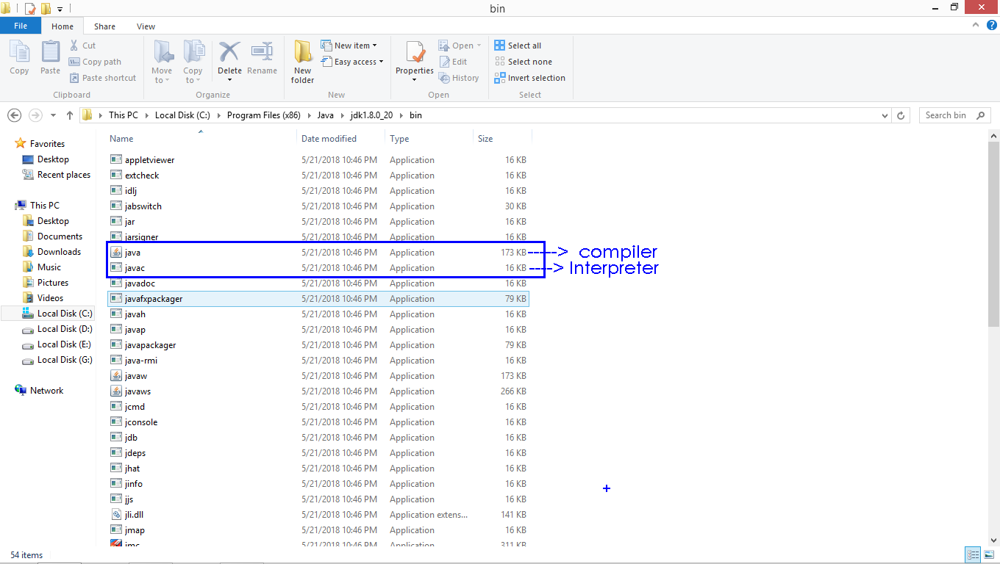 bin
File Home Share View
Copy Paste Cut Copy path Paste shortcut Clipboard
Move to Copy to Delete Rename Organize
New folder New item Easy access New
Properties Open Edit History Open
Select all Select none Invert selection Select
This PC Local Disk (C:) Program Files (x86) Java jdk1.8.0_20 bin Search bin
Favorites
Desktop
Recent places
This PC
Desktop
Documents
Downloads
Music
Pictures
Videos
Local Disk (C:)
Local Disk (D:)
Local Disk (E:)
Local Disk (G:)
Network
Name Date modified Type Size
appletviewer 5/21/2018 10:46 PM Application 16 KB
extcheck 5/21/2018 10:46 PM Application 16 KB
idlj 5/21/2018 10:46 PM Application 16 KB
jabswitch 5/21/2018 10:46 PM Application 30 KB
jar 5/21/2018 10:46 PM Application 16 KB
jarsigner 5/21/2018 10:46 PM Application 16 KB
java 5/21/2018 10:46 PM Application 173 KB -----> compiler
javac 5/21/2018 10:46 PM Application 16 KB ----> Interpreter
javadoc 5/21/2018 10:46 PM Application 16 KB
javafxpackager 5/21/2018 10:46 PM Application 79 KB
javah 5/21/2018 10:46 PM Application 16 KB
javap 5/21/2018 10:46 PM Application 16 KB
javapackager 5/21/2018 10:46 PM Application 79 KB
java-rmi 5/21/2018 10:46 PM Application 16 KB
javaw 5/21/2018 10:46 PM Application 173 KB
javaws 5/21/2018 10:46 PM Application 266 KB
jcmd 5/21/2018 10:46 PM Application 16 KB
jconsole 5/21/2018 10:46 PM Application 16 KB
jdb 5/21/2018 10:46 PM Application 16 KB
jdeps 5/21/2018 10:46 PM Application 16 KB
jhat 5/21/2018 10:46 PM Application 16 KB
jinfo 5/21/2018 10:46 PM Application 16 KB
jjs 5/21/2018 10:46 PM Application 16 KB
jli.dll 5/21/2018 10:46 PM Application extens... 141 KB
jmap 5/21/2018 10:46 PM Application 16 KB
jmc 5/21/2018 10:46 PM Application 311 KB
54 items